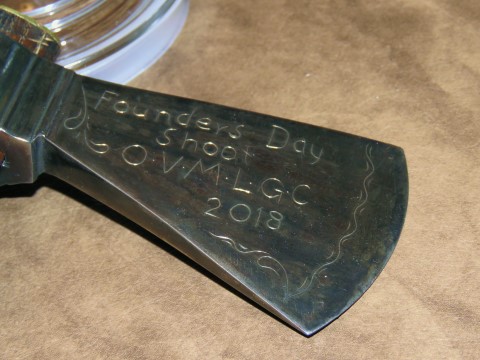 Founders Day
Shoot
O.V.M.L.G.C
2018